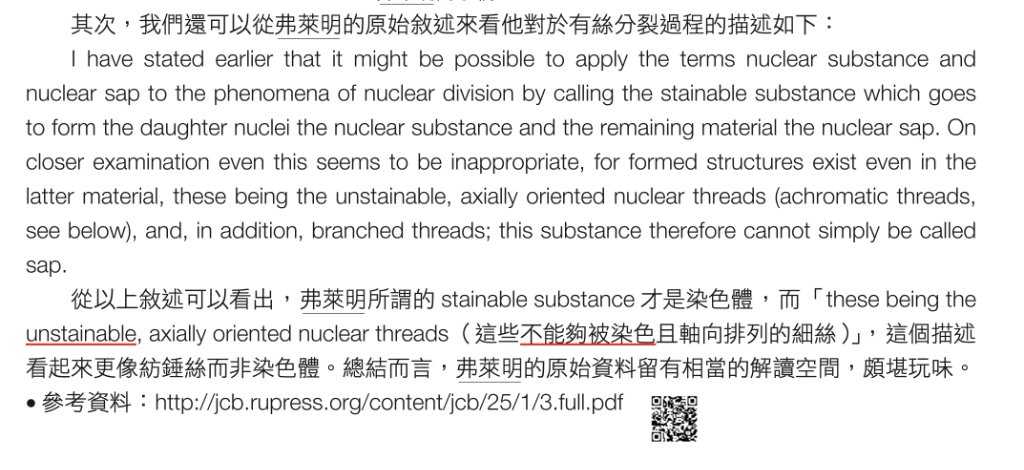 其次，我們還可以從弗萊明的原始敘述來看他對於有絲分裂過程的描述如下：
I have stated earlier that it might be possible to apply the terms nuclear substance and
nuclear sap to the phenomena of nuclear division by calling the stainable substance which goes
to form the daughter nuclei the nuclear substance and the remaining material the nuclear sap. On
closer examination even this seems to be inappropriate, for formed structures exist even in the
latter material, these being the unstainable, axially oriented nuclear threads (achromatic threads,
see below), and, in addition, branched threads; this substance therefore cannot simply be called
sap.
從以上敘述可以看出，弗萊明所謂的 stainable substance 才是染色體，而「these being the
unstainable, axially oriented nuclear threads（這些不能夠被染色且軸向排列的細絲）」，這個描述
看起來更像紡錘絲而非染色體。總結而言，弗萊明的原始資料留有相當的解讀空間，頗堪玩味。
• 參考資料：http://jcb.rupress.org/content/jcb/25/1/3.full.pdf